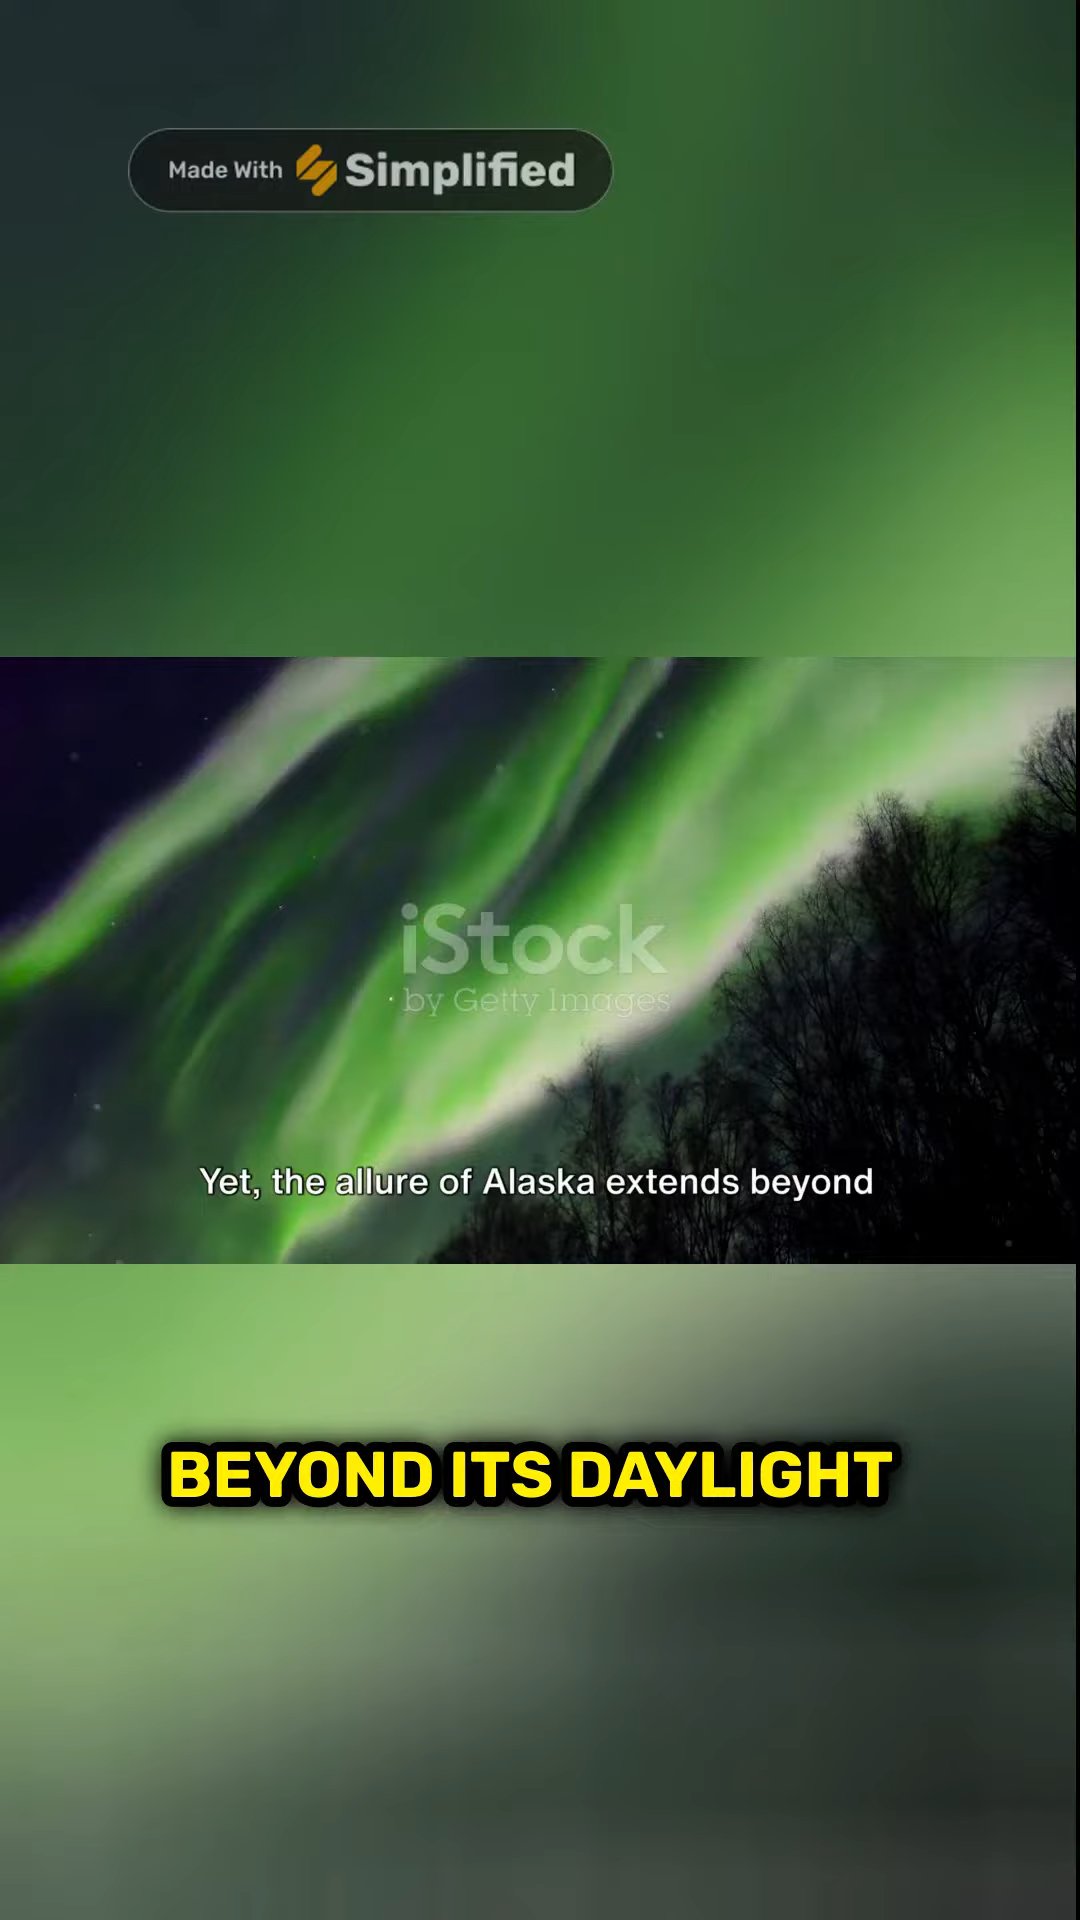 Made With Simplified
iStock
by Getty Images
Yet, the allure of Alaska extends beyond
BEYOND ITS DAYLIGHT